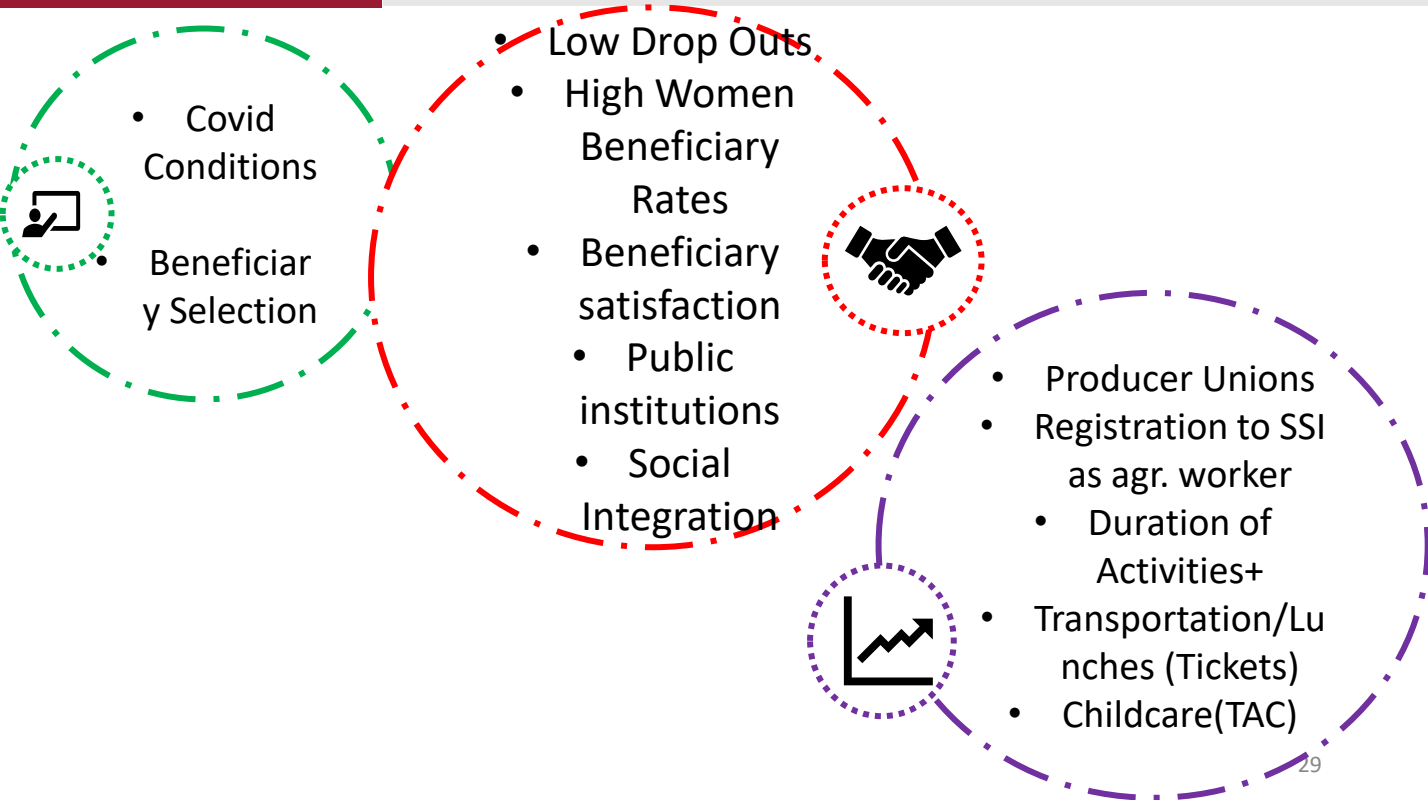 • Covid
Conditions
• Beneficiar
y Selection
• Low Drop Outs
• High Women
Beneficiary
Rates
• Beneficiary
satisfaction
• Public
institutions
• Social
Integration
• Producer Unions
• Registration to SSI
as agr. worker
• Duration of
Activities+
• Transportation/Lu
nches (Tickets)
• Childcare(TAC)
29